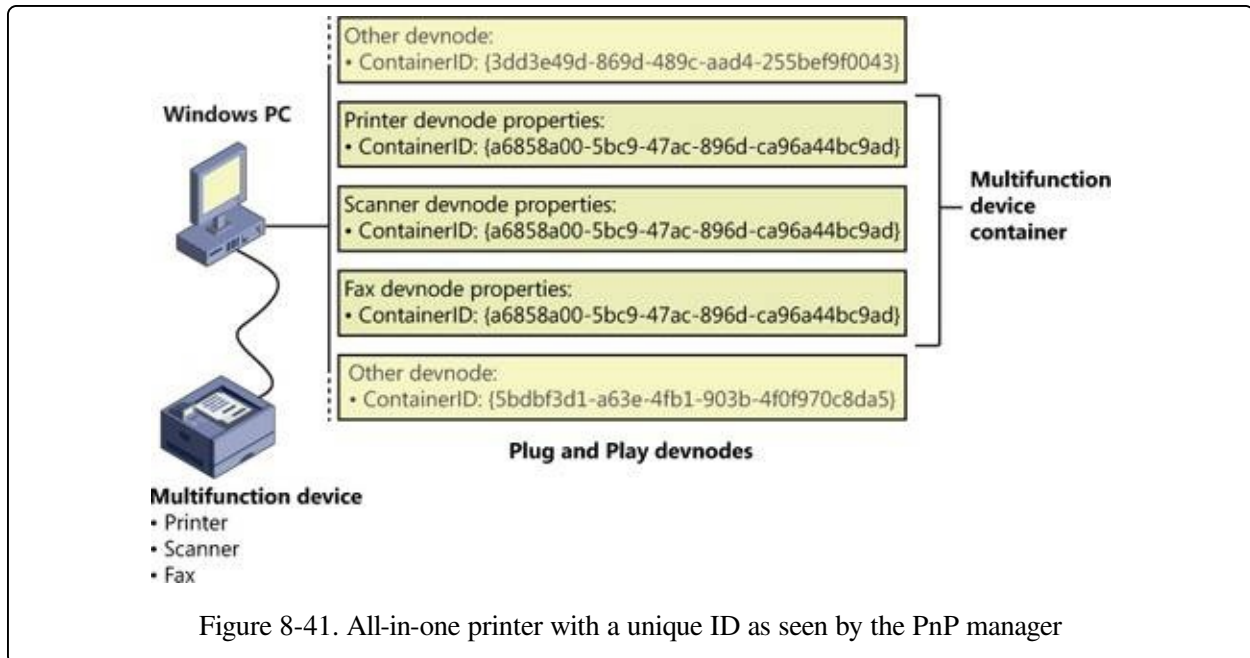 Other devnode:
• ContainerID: {3dd3e49d-869d-489c-aad4-255bef9f0043}
Windows PC
Printer devnode properties:
• ContainerID: {a6858a00-5bc9-47ac-896d-ca96a44bc9ad}
Scanner devnode properties:
• ContainerID: {a6858a00-5bc9-47ac-896d-ca96a44bc9ad}
Fax devnode properties:
• ContainerID: {a6858a00-5bc9-47ac-896d-ca96a44bc9ad}
Multifunction
device
container
Other devnode:
• ContainerID: {5bdbf3d1-a63e-4fb1-903b-4f0f970c8da5}
Plug and Play devnodes
Multifunction device
• Printer
• Scanner
• Fax
Figure 8-41. All-in-one printer with a unique ID as seen by the PnP manager